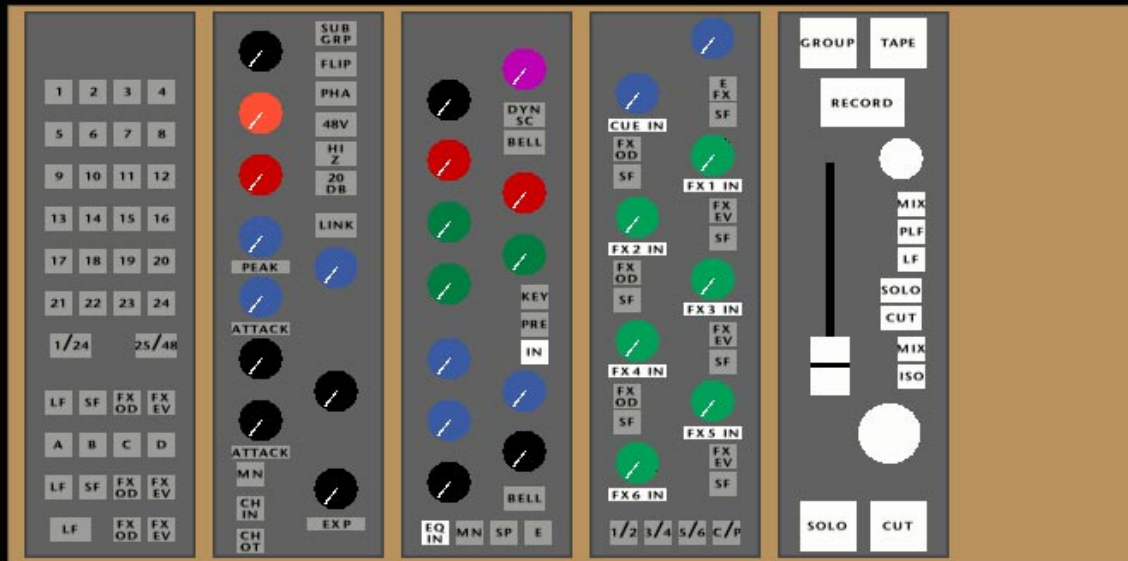 1 2 3 4
5 6 7 8
9 10 11 12
13 14 15 16
17 18 19 20
21 22 23 24
1/24 25/48
LF SF FX OD FX EV
A B C D
LF SF FX OD FX EV
LF FX OD FX EV
SUB
GRP
FLIP
PHA
48V
HI
Z
20
DB
LINK
PEAK
ATTACK
ATTACK
MN
CH
IN
CH
OT
EXP
DYN
SC
BELL
KEY
PRE
IN
BELL
EQ
IN
MN SP E
E
FX
SF
CUE IN
FX
OD
SF
FX1 IN
FX
EV
SF
FX2 IN
FX
OD
SF
FX3 IN
FX
EV
SF
FX4 IN
FX
OD
SF
FX5 IN
FX
EV
SF
FX6 IN
1/2 3/4 5/6 C/P
GROUP TAPE
RECORD
MIX
PLF
LF
SOLO
CUT
MIX
ISO
SOLO CUT